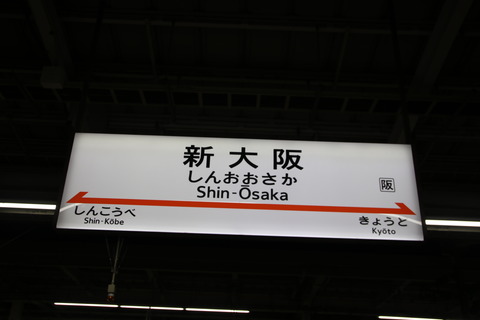 新大阪
しんおおさか
Shin-Ōsaka
阪
しんこうべ
Shin-Kōbe
きょうと
Kyōto